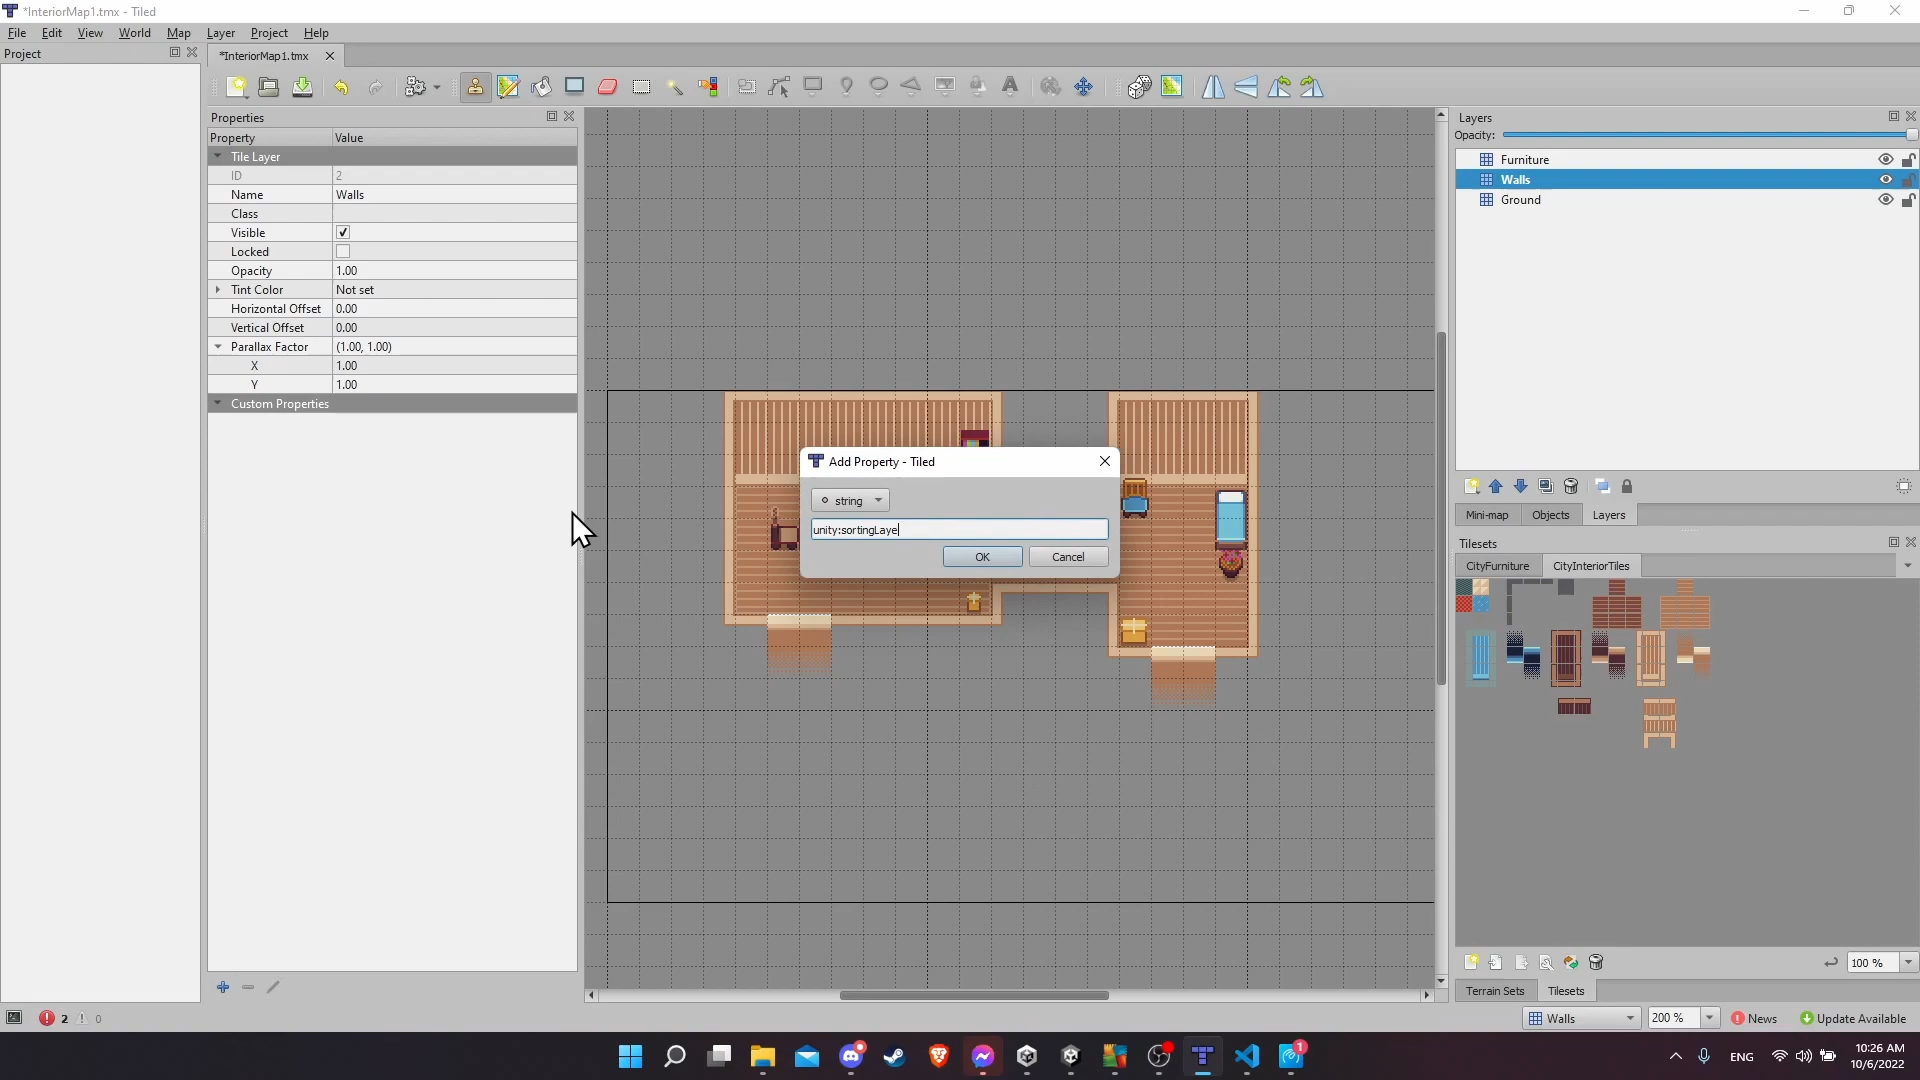 *InteriorMap1.tmx - Tiled
File Edit View World Map Layer Project Help
Project
*InteriorMap1.tmx
Properties
Property Value
Tile Layer
ID 2
Name Walls
Class
Visible
Locked
Opacity 1.00
Tint Color Not set
Horizontal Offset 0.00
Vertical Offset 0.00
Parallax Factor (1.00, 1.00)
X 1.00
Y 1.00
Custom Properties
Add Property - Tiled
string
unity:sortingLaye
OK Cancel
Layers
Opacity:
Furniture
Walls
Ground
Mini-map Objects Layers
Tilesets
CityFurniture CityInteriorTiles
100 %
Terrain Sets Tilesets
2 0
Walls 200 % News Update Available
1
ENG
10:26 AM
10/6/2022